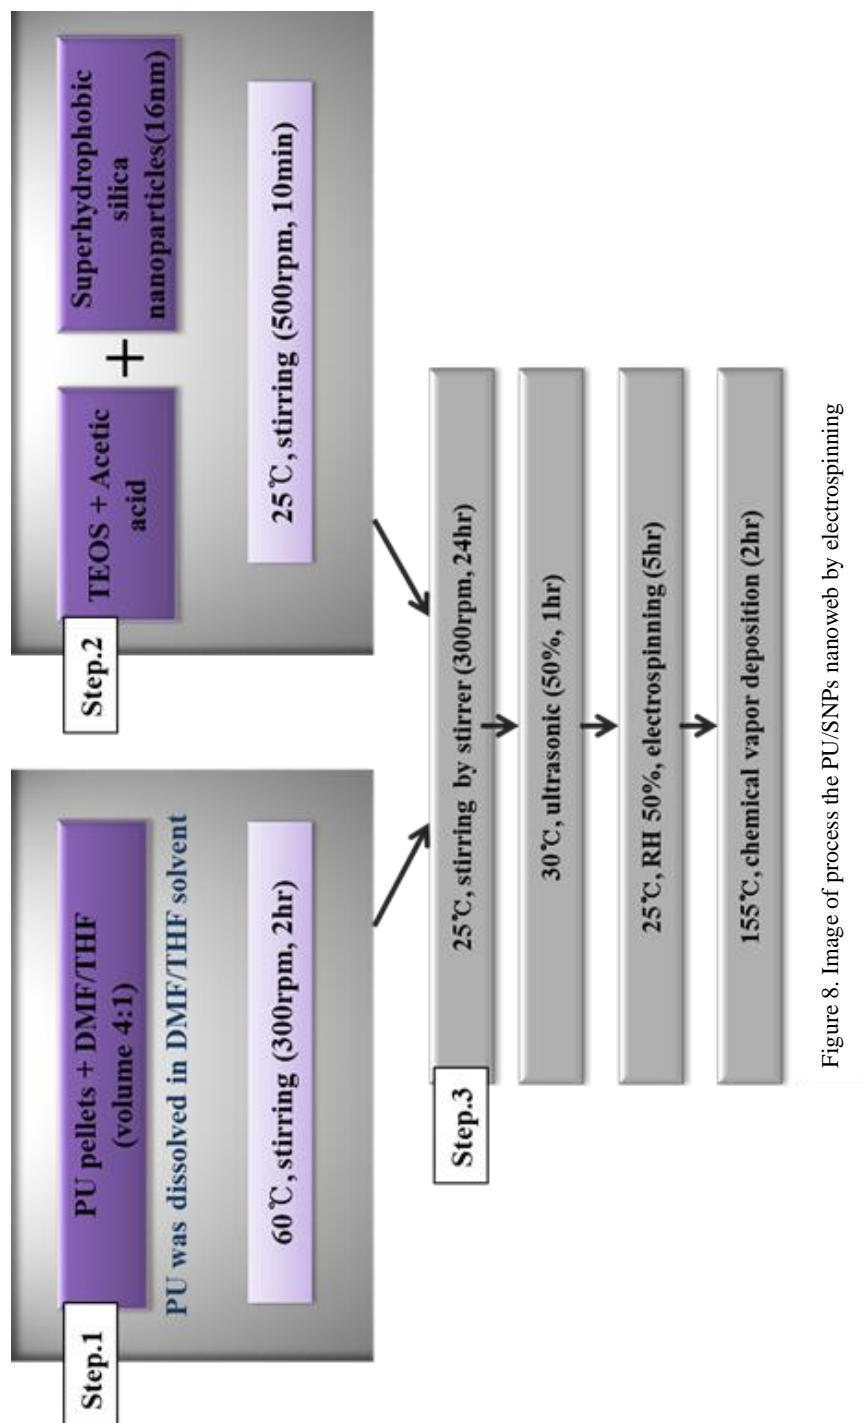 Step.1
PU pellets + DMF/THF
(volume 4:1)
PU was dissolved in DMF/THF solvent
60℃, stirring (300rpm, 2hr)
Step.2
TEOS + Acetic
acid
+
Superhydrophobic
silica
nanoparticles(16nm)
25℃, stirring (500rpm, 10min)
Step.3
25℃, stirring by stirrer (300rpm, 24hr)
30℃, ultrasonic (50%, 1hr)
25℃, RH 50%, electrospinning (5hr)
155℃, chemical vapor deposition (2hr)
Figure 8. Image of process the PU/SNPs nanoweb by electrospinning